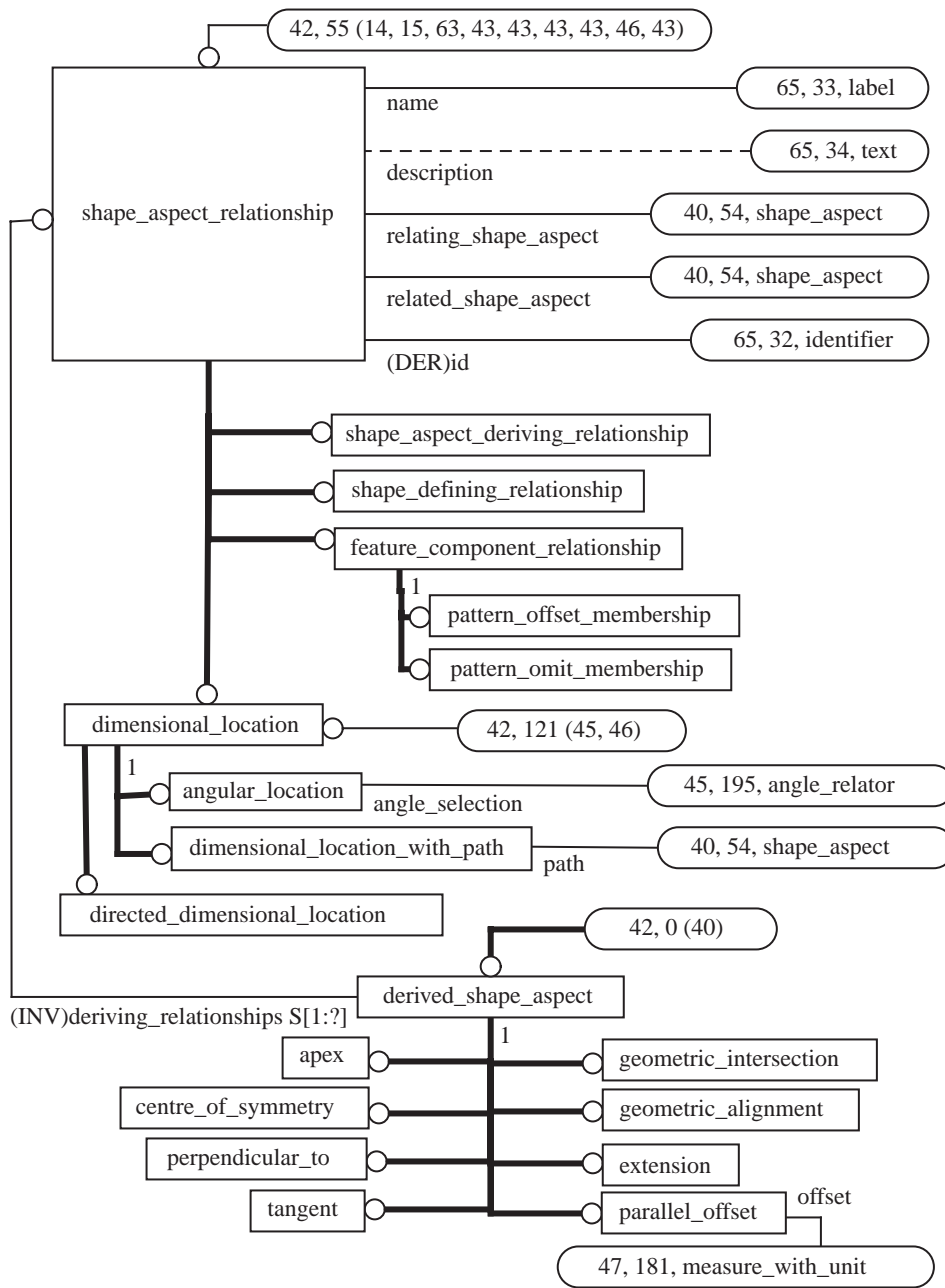 42, 55 (14, 15, 63, 43, 43, 43, 43, 46, 43)
65, 33, label
name
65, 34, text
description
shape_aspect_relationship
40, 54, shape_aspect
relating_shape_aspect
40, 54, shape_aspect
related_shape_aspect
65, 32, identifier
(DER)id
shape_aspect_deriving_relationship
shape_defining_relationship
feature_component_relationship
1
pattern_offset_membership
pattern_omit_membership
dimensional_location
42, 121 (45, 46)
1
angular_location
angle_selection
45, 195, angle_relator
dimensional_location_with_path
path
40, 54, shape_aspect
directed_dimensional_location
42, 0 (40)
derived_shape_aspect
(INV)deriving_relationships S[1:?]
1
apex
geometric_intersection
centre_of_symmetry
geometric_alignment
perpendicular_to
extension
tangent
parallel_offset
offset
47, 181, measure_with_unit